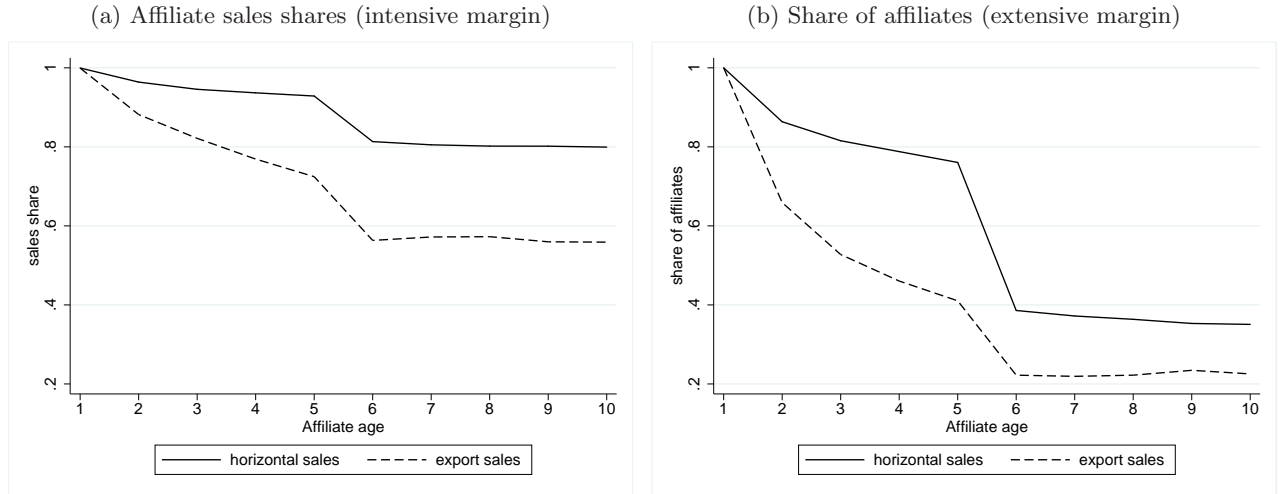 (a) Affiliate sales shares (intensive margin)
sales share
1
.8
.6
.4
.2
1 2 3 4 5 6 7 8 9 10
Affiliate age
horizontal sales export sales
(b) Share of affiliates (extensive margin)
share of affiliates
1
.8
.6
.4
.2
1 2 3 4 5 6 7 8 9 10
Affiliate age
horizontal sales export sales